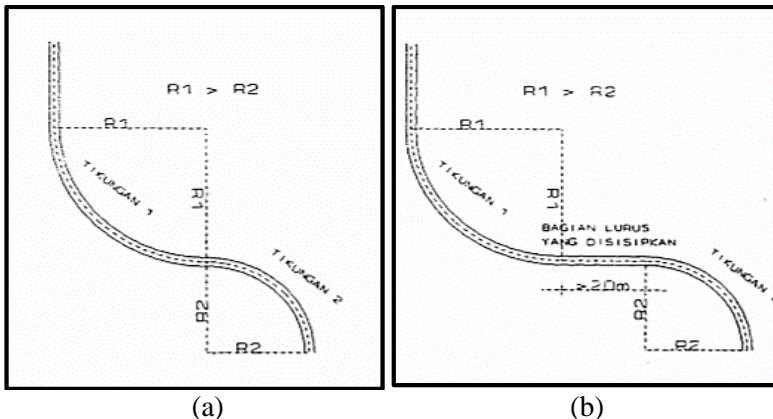 R1 > R2
R1
TIKUNGAN 1
R1
TIKUNGAN 2
R2
R2
(a)
R1 > R2
R1
TIKUNGAN 1
R1
BAGIAN LURUS
YANG DISISIPKAN
TIKUNGAN
>20m
R2
R2
(b)